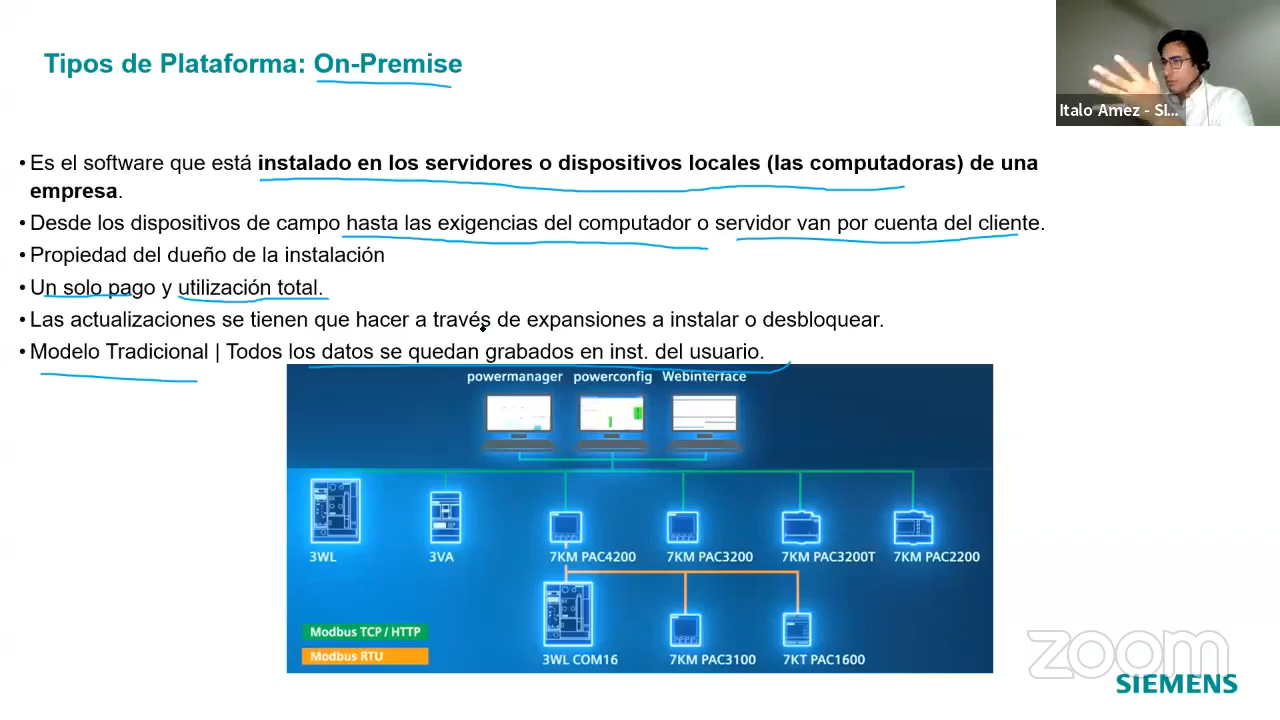 Tipos de Plataforma: On-Premise
Italo Amez - SI...
• Es el software que está instalado en los servidores o dispositivos locales (las computadoras) de una
empresa.
• Desde los dispositivos de campo hasta las exigencias del computador o servidor van por cuenta del cliente.
• Propiedad del dueño de la instalación
• Un solo pago y utilización total.
• Las actualizaciones se tienen que hacer a través de expansiones a instalar o desbloquear.
• Modelo Tradicional | Todos los datos se quedan grabados en inst. del usuario.
powermanager powerconfig Webinterface
3WL 3VA 7KM PAC4200 7KM PAC3200 7KM PAC3200T 7KM PAC2200
Modbus TCP / HTTP
Modbus RTU
3WL COM16 7KM PAC3100 7KT PAC1600
zoom
SIEMENS